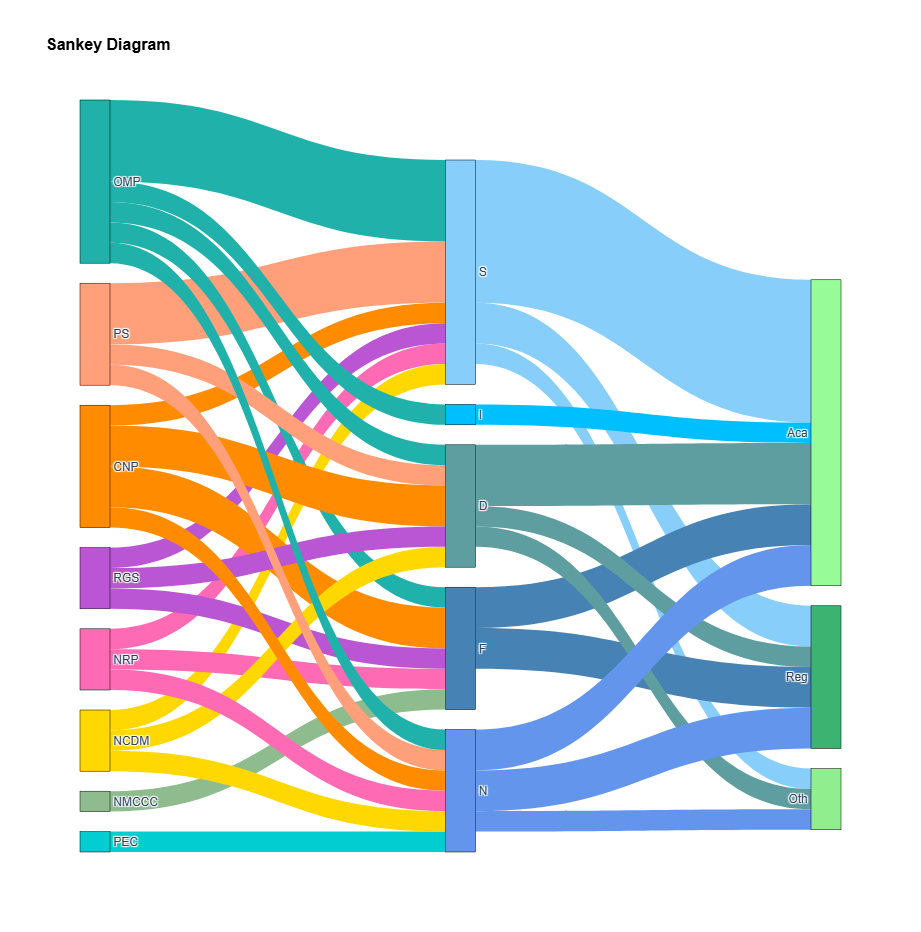 Sankey Diagram
OMP
PS
CNP
RGS
NRP
NCDM
NMCCC
PEC
S
I
D
F
N
Aca
Reg
Oth